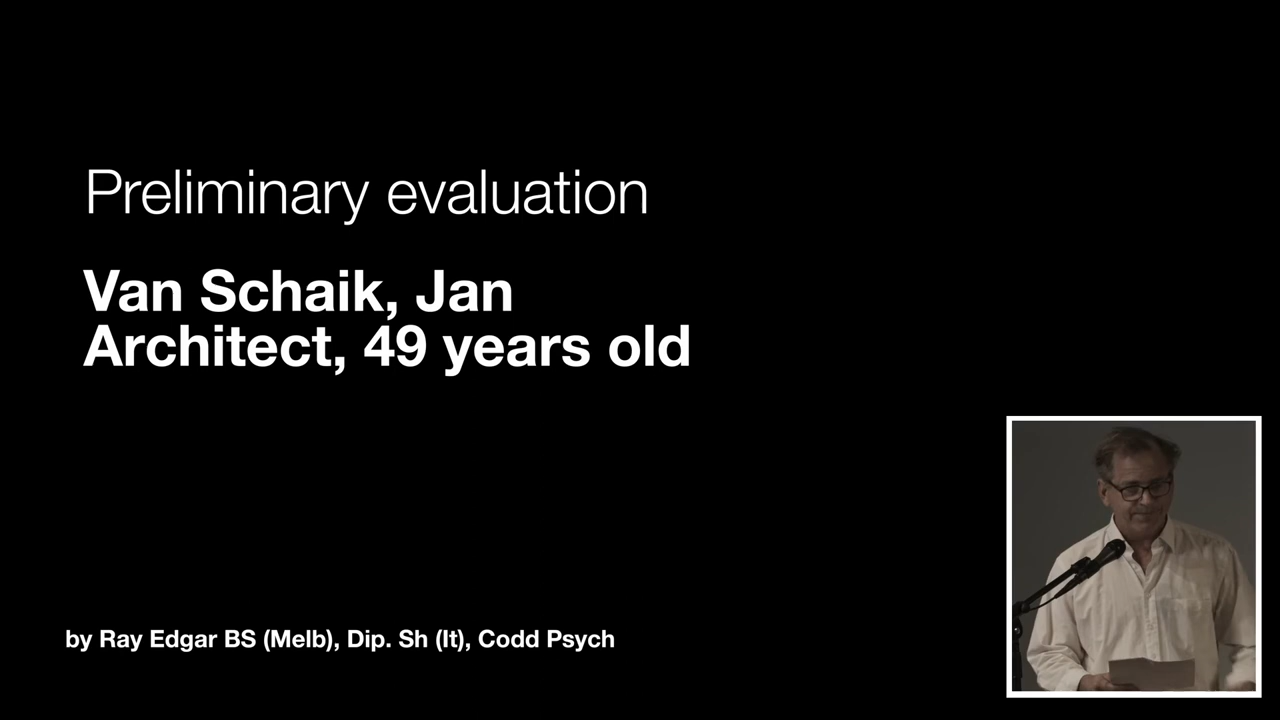 Preliminary evaluation
Van Schaik, Jan
Architect, 49 years old
by Ray Edgar BS (Melb), Dip. Sh (It), Codd Psych